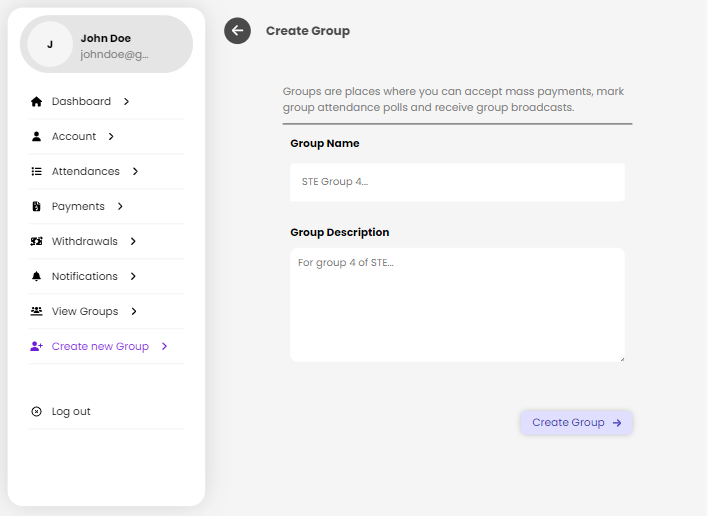 J
John Doe
johndoe@g...
Dashboard
Account
Attendances
Payments
Withdrawals
Notifications
View Groups
Create new Group
Log out
Create Group
Groups are places where you can accept mass payments, mark
group attendance polls and receive group broadcasts.
Group Name
STE Group 4...
Group Description
For group 4 of STE...
Create Group